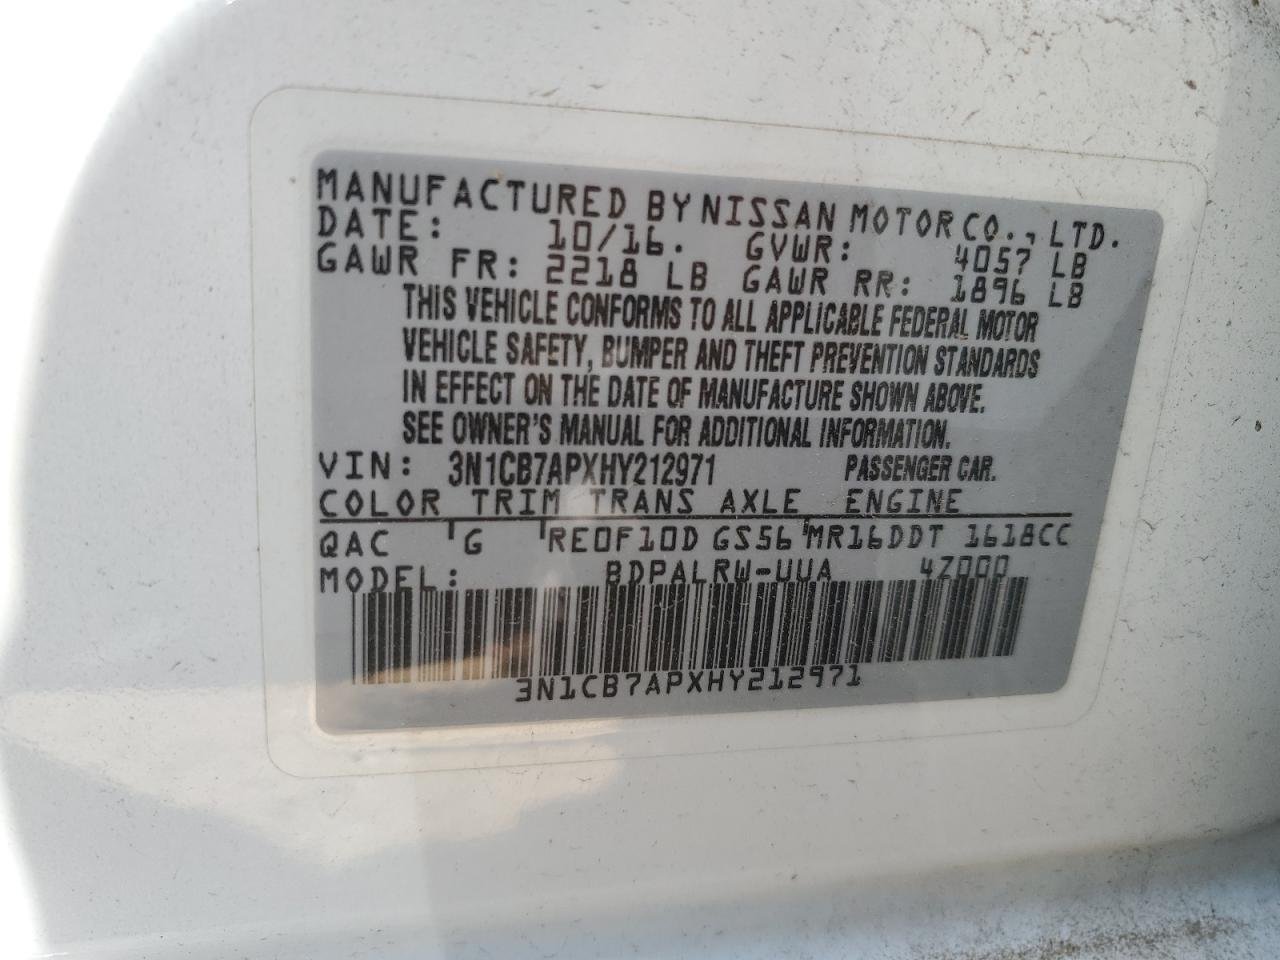 MANUFACTURED BY NISSAN MOTOR CO., LTD.
DATE: 10/16. GVWR: 4057 LB
GAWR FR: 2218 LB GAWR RR: 1896 LB
THIS VEHICLE CONFORMS TO ALL APPLICABLE FEDERAL MOTOR
VEHICLE SAFETY, BUMPER AND THEFT PREVENTION STANDARDS
IN EFFECT ON THE DATE OF MANUFACTURE SHOWN ABOVE.
SEE OWNER'S MANUAL FOR ADDITIONAL INFORMATION.
VIN: 3N1CB7APXHY212971 PASSENGER CAR.
COLOR TRIM TRANS AXLE ENGINE
QAC G RE0F10D GS56 MR16DDT 1618CC
MODEL: BDPALRW-UUA 4Z000
3N1CB7APXHY212971